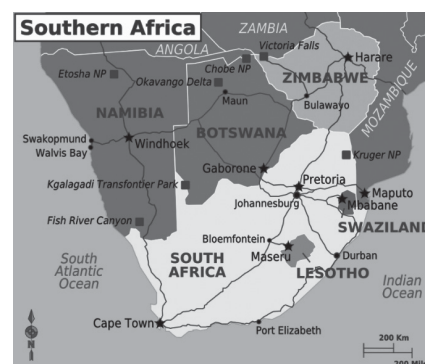 Southern Africa
ZAMBIA
ANGOLA
Victoria Falls
Harare
Etosha NP
Chobe NP
Okavango Delta
ZIMBABWE
MOZAMBIQUE
Maun
Bulawayo
NAMIBIA
BOTSWANA
Swakopmund
Walvis Bay
Windhoek
Kruger NP
Gaborone
Pretoria
Kgalagadi Transfontier Park
Johannesburg
Maputo
Mbabane
Fish River Canyon
SWAZILAND
Bloemfontein
SOUTH
AFRICA
Maseru
Durban
LESOTHO
South
Atlantic
Ocean
Indian
Ocean
Cape Town
Port Elizabeth
N
200 Km